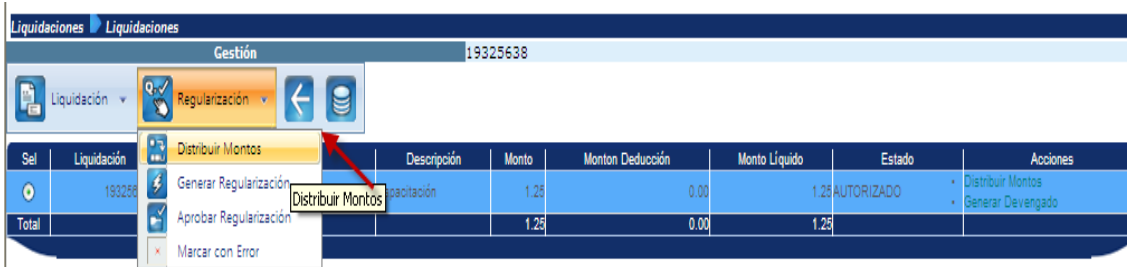 Liquidaciones Liquidaciones
Gestión 19325638
Liquidación Regularización
Sel Liquidación Descripción Monto Monton Deducción Monto Líquido Estado Acciones
Distribuir Montos
193256 apacitación 1.25 0.00 1.25 AUTORIZADO Distribuir Montos
Generar Devengado
Generar Regularización
Distribuir Montos
Total 1.25 0.00 1.25
Aprobar Regularización
Marcar con Error